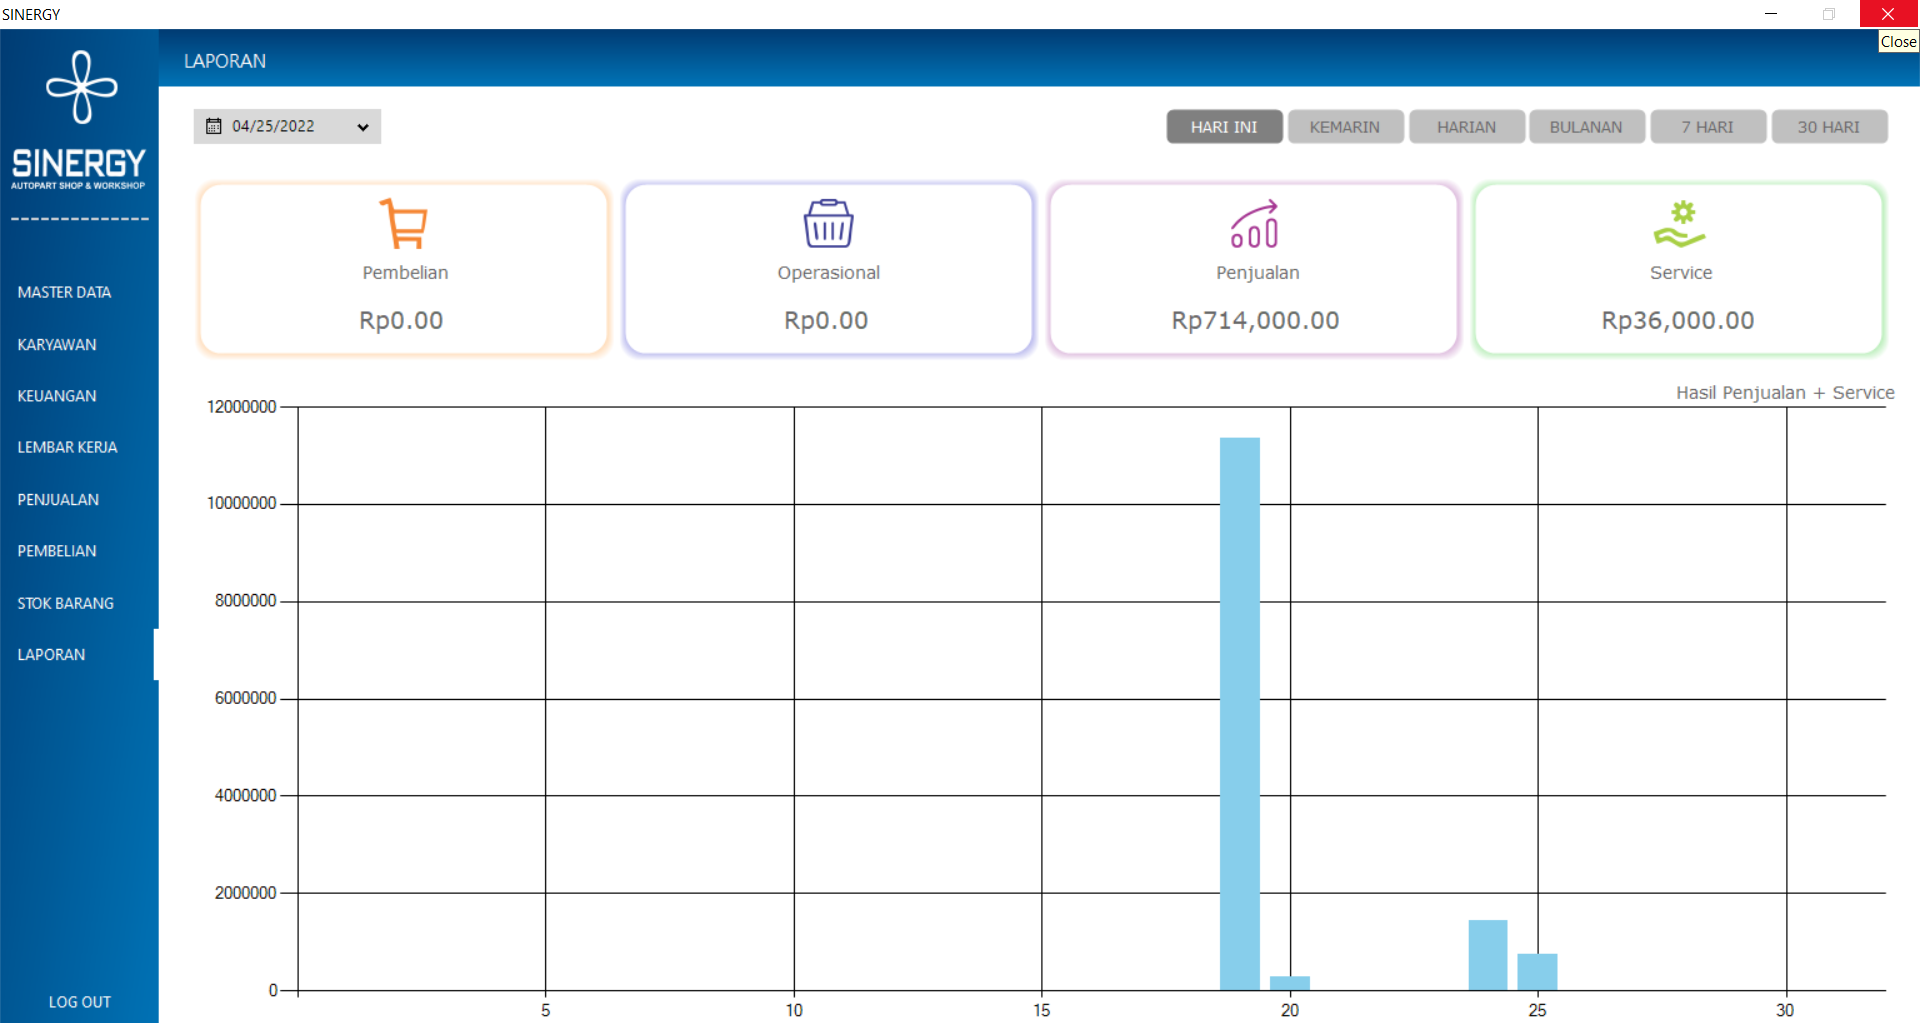 SINERGY
Close
SINERGY
AUTOPART SHOP & WORKSHOP
MASTER DATA
KARYAWAN
KEUANGAN
LEMBAR KERJA
PENJUALAN
PEMBELIAN
STOK BARANG
LAPORAN
LOG OUT
LAPORAN
04/25/2022
HARI INI
KEMARIN
HARIAN
BULANAN
7 HARI
30 HARI
Pembelian
Rp0.00
Operasional
Rp0.00
Penjualan
Rp714,000.00
Service
Rp36,000.00
Hasil Penjualan + Service
12000000
10000000
8000000
6000000
4000000
2000000
0
5 10 15 20 25 30